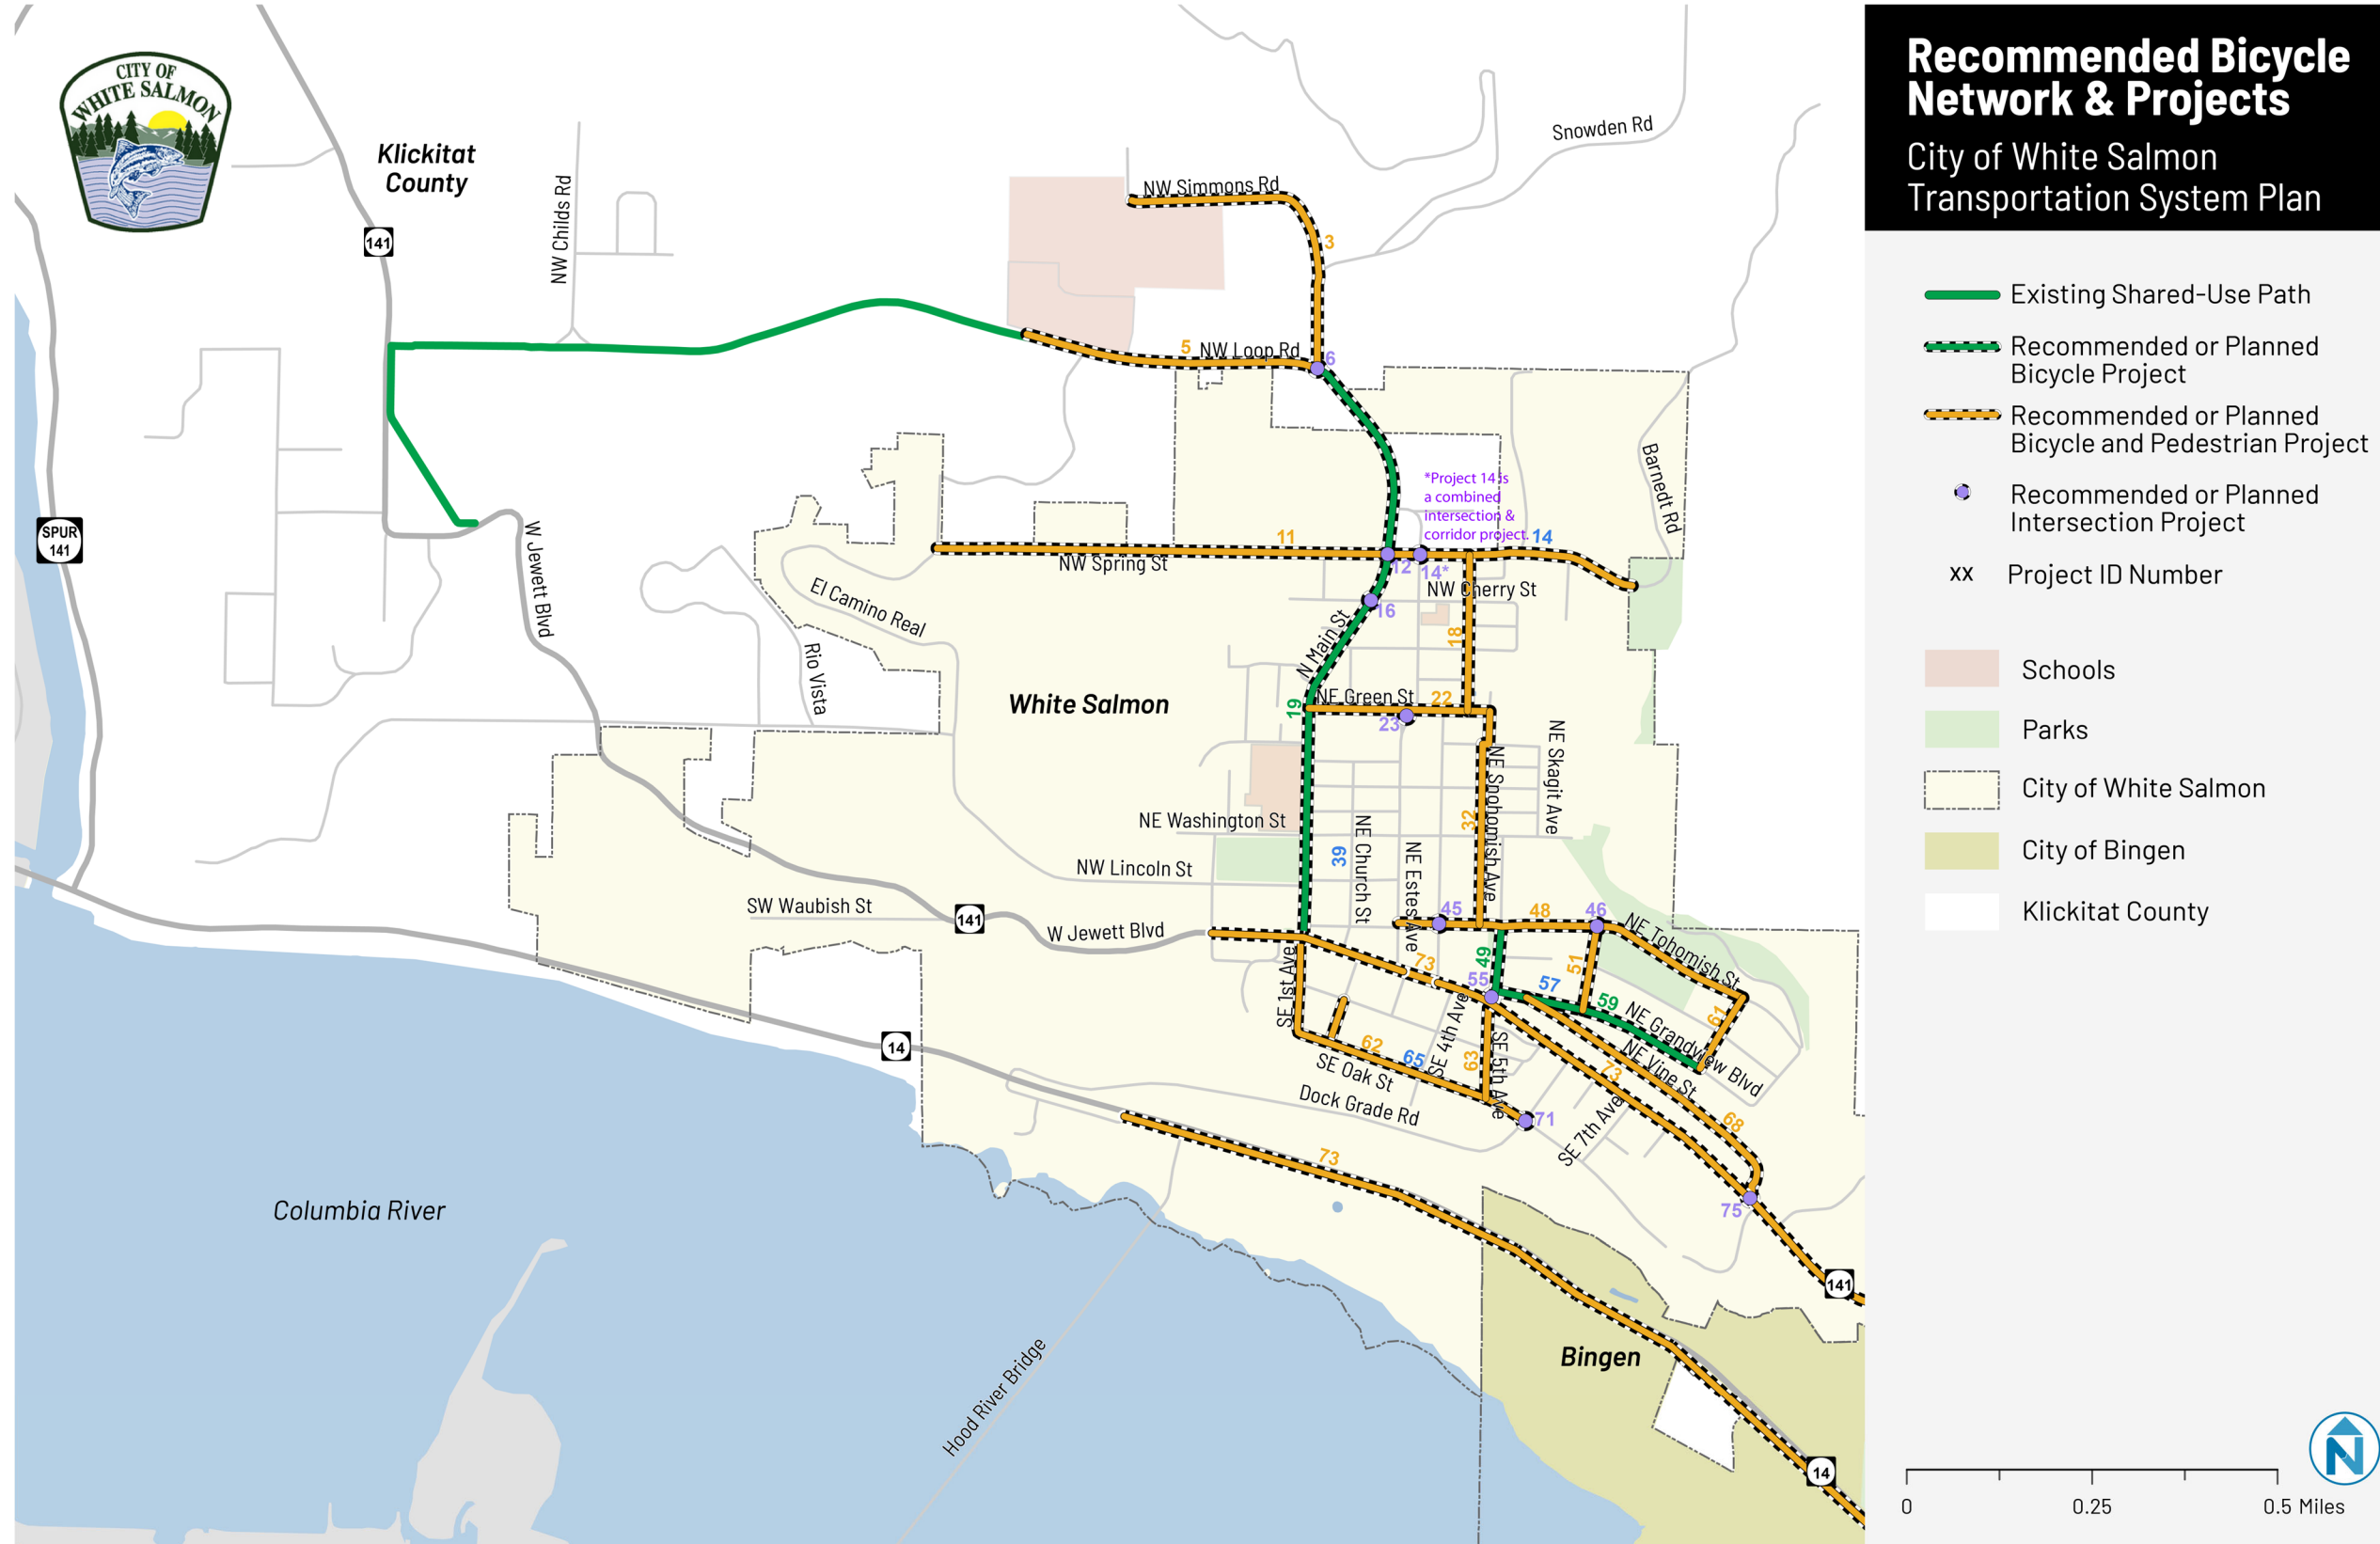 CITY OF
WHITE SALMON
Klickitat
County
141
NW Childs Rd
NW Simmons Rd
3
Snowden Rd
5
NW Loop Rd
6
Barnedt Rd
*Project 14 is
a combined
intersection &
corridor project.
11
14
12
14*
NW Spring St
NW Cherry St
SPUR
141
W Jewett Blvd
El Camino Real
Rio Vista
16
18
N Main St
White Salmon
19
NE Green St
22
23
NE Skagit Ave
NE Snohomish Ave
32
NE Washington St
NW Lincoln St
39
NE Church St
NE Estes Ave
SW Waubish St
141
W Jewett Blvd
45
48
46
NE Tohomish St
49
51
73
55
57
59
NE Grandview Blvd
61
SE 1st Ave
SE 4th Ave
SE 5th Ave
63
62
65
SE Oak St
NE Vine St
73
68
14
Dock Grade Rd
71
SE 7th Ave
73
75
Columbia River
141
Hood River Bridge
Bingen
14
Recommended Bicycle
Network & Projects
City of White Salmon
Transportation System Plan
Existing Shared-Use Path
Recommended or Planned
Bicycle Project
Recommended or Planned
Bicycle and Pedestrian Project
Recommended or Planned
Intersection Project
XX Project ID Number
Schools
Parks
City of White Salmon
City of Bingen
Klickitat County
N
0 0.25 0.5 Miles